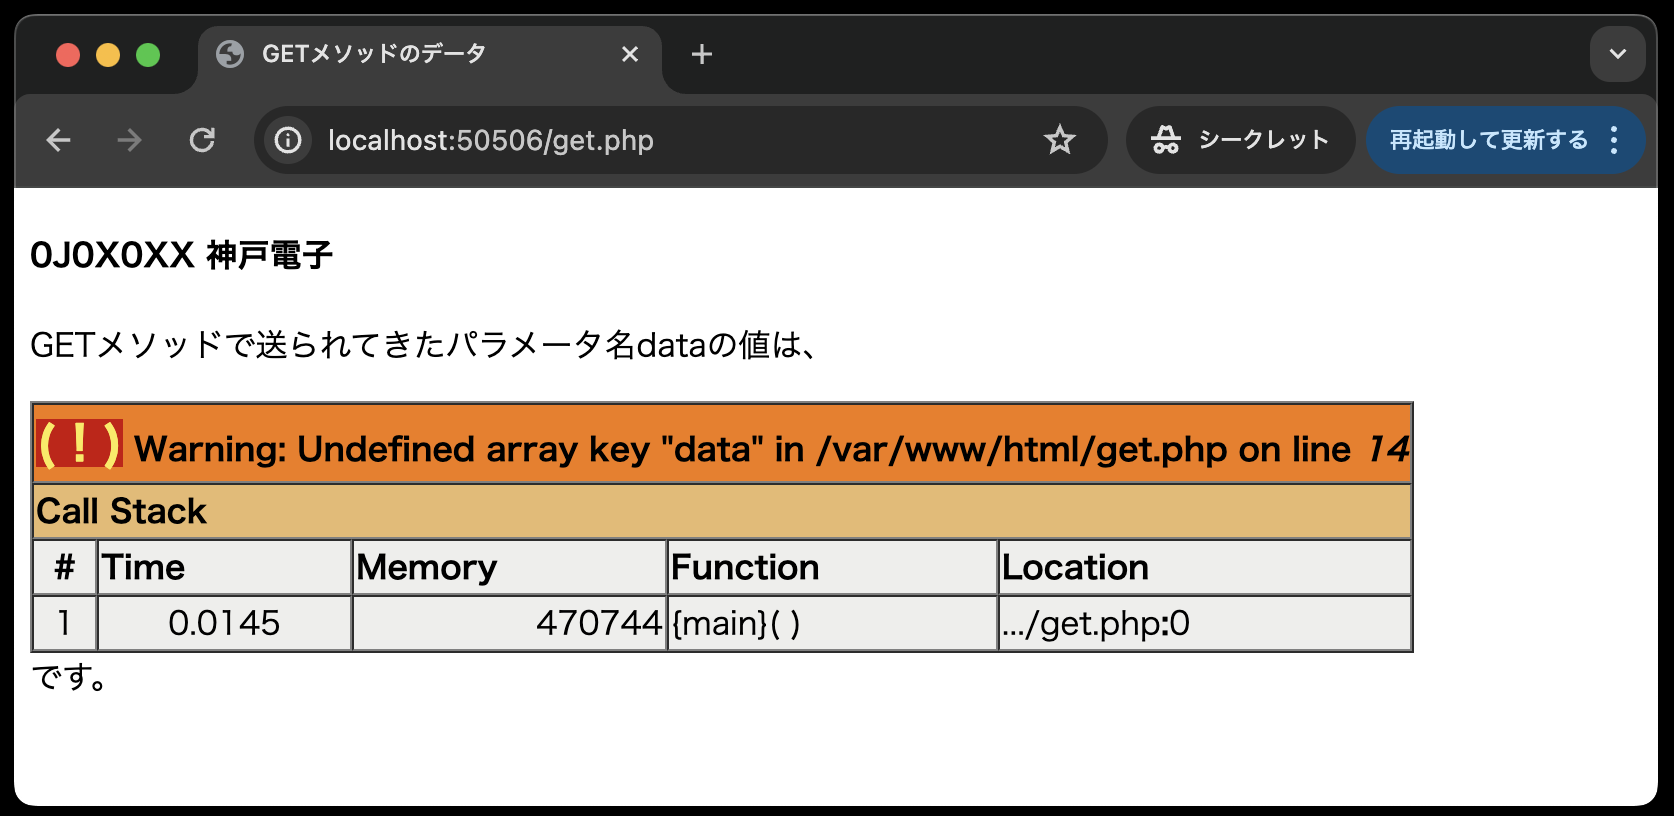 GETメソッドのデータ
localhost:50506/get.php
シークレット
再起動して更新する
0J0X0XX 神戸電子
GETメソッドで送られてきたパラメータ名dataの値は、
( ! ) Warning: Undefined array key "data" in /var/www/html/get.php on line 14
Call Stack
# Time Memory Function Location
1 0.0145 470744 {main}( ) .../get.php:0
です。